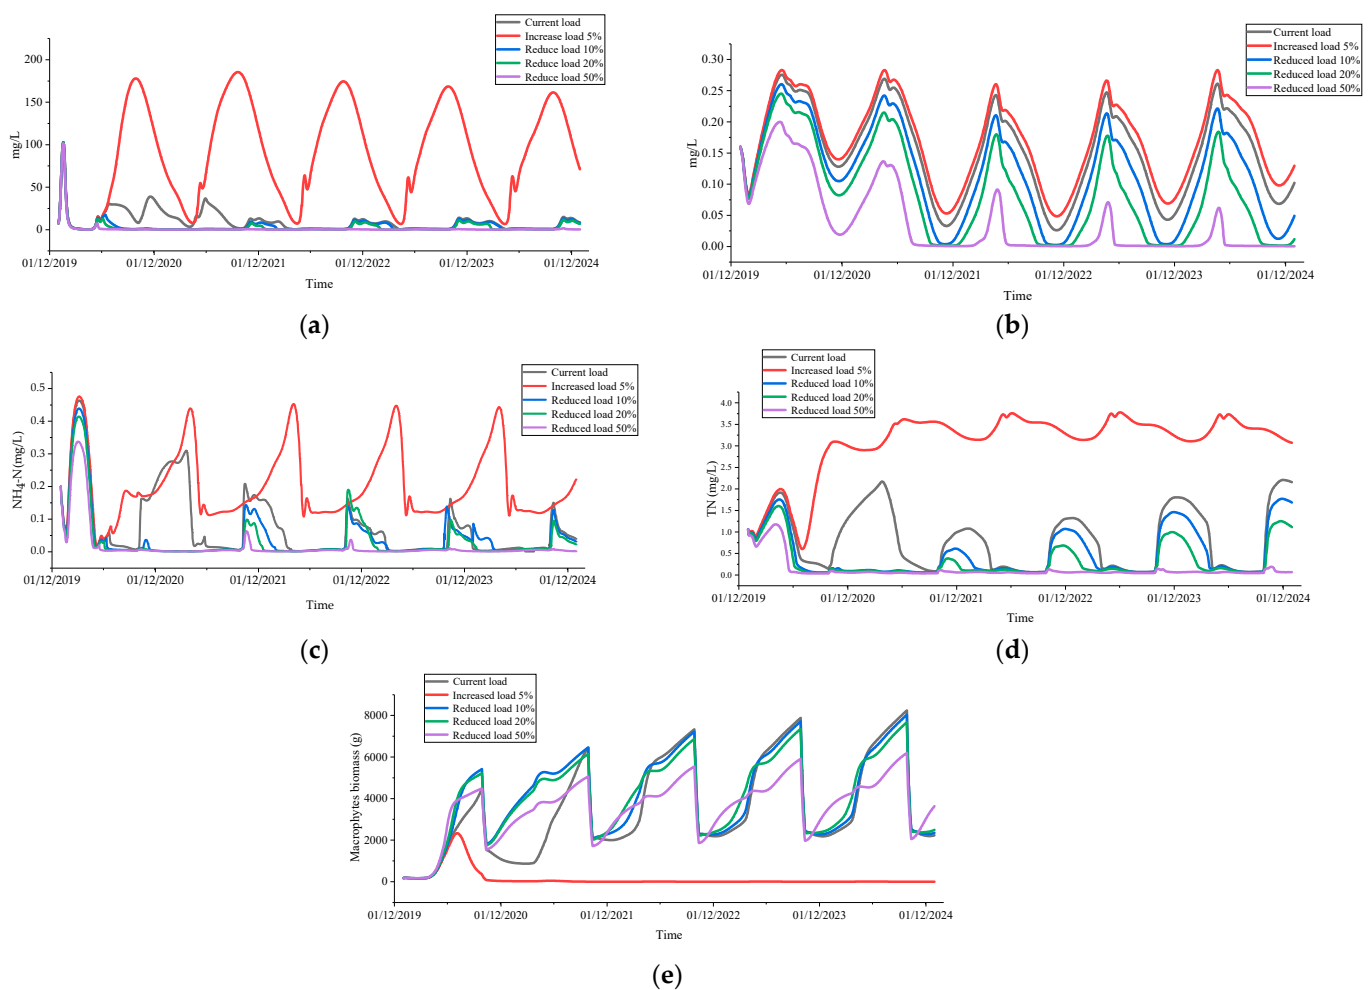 Current load
Increase load 5%
Reduce load 10%
Reduce load 20%
Reduce load 50%
200
150
100
50
0
mg/L
01/12/2019
01/12/2020
01/12/2021
01/12/2022
01/12/2023
01/12/2024
Time
(a)
Current load
Increased load 5%
Reduced load 10%
Reduced load 20%
Reduced load 50%
0.30
0.25
0.20
0.15
0.10
0.05
0.00
mg/L
01/12/2019
01/12/2020
01/12/2021
01/12/2022
01/12/2023
01/12/2024
Time
(b)
Current load
Increased load 5%
Reduced load 10%
Reduced load 20%
Reduced load 50%
0.5
0.4
0.3
0.2
0.1
0.0
NH4-N(mg/L)
01/12/2019
01/12/2020
01/12/2021
01/12/2022
01/12/2023
01/12/2024
Time
(c)
Current load
Increased load 5%
Reduced load 10%
Reduced load 20%
Reduced load 50%
4.0
3.5
3.0
2.5
2.0
1.5
1.0
0.5
0.0
TN (mg/L)
01/12/2019
01/12/2020
01/12/2021
01/12/2022
01/12/2023
01/12/2024
Time
(d)
Current load
Increased load 5%
Reduced load 10%
Reduced load 20%
Reduced load 50%
8000
6000
4000
2000
0
Macrophytes biomass (g)
01/12/2019
01/12/2020
01/12/2021
01/12/2022
01/12/2023
01/12/2024
Time
(e)